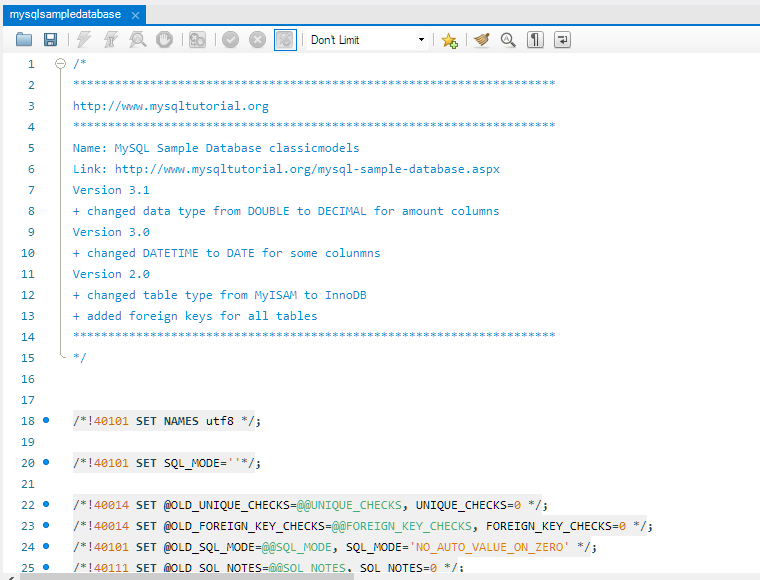 mysqlsampledatabase
Don't Limit
1 /*
2 *********************************************************************
3 http://www.mysqltutorial.org
4 *********************************************************************
5 Name: MySQL Sample Database classicmodels
6 Link: http://www.mysqltutorial.org/mysql-sample-database.aspx
7 Version 3.1
8 + changed data type from DOUBLE to DECIMAL for amount columns
9 Version 3.0
10 + changed DATETIME to DATE for some colunmns
11 Version 2.0
12 + changed table type from MyISAM to InnoDB
13 + added foreign keys for all tables
14 *********************************************************************
15 */
16
17
18 /*!40101 SET NAMES utf8 */;
19
20 /*!40101 SET SQL_MODE=''*/;
21
22 /*!40014 SET @OLD_UNIQUE_CHECKS=@@UNIQUE_CHECKS, UNIQUE_CHECKS=0 */;
23 /*!40014 SET @OLD_FOREIGN_KEY_CHECKS=@@FOREIGN_KEY_CHECKS, FOREIGN_KEY_CHECKS=0 */;
24 /*!40101 SET @OLD_SQL_MODE=@@SQL_MODE, SQL_MODE='NO_AUTO_VALUE_ON_ZERO' */;
25 /*!40111 SET @OLD_SQL_NOTES=@@SQL_NOTES, SQL_NOTES=0 */;